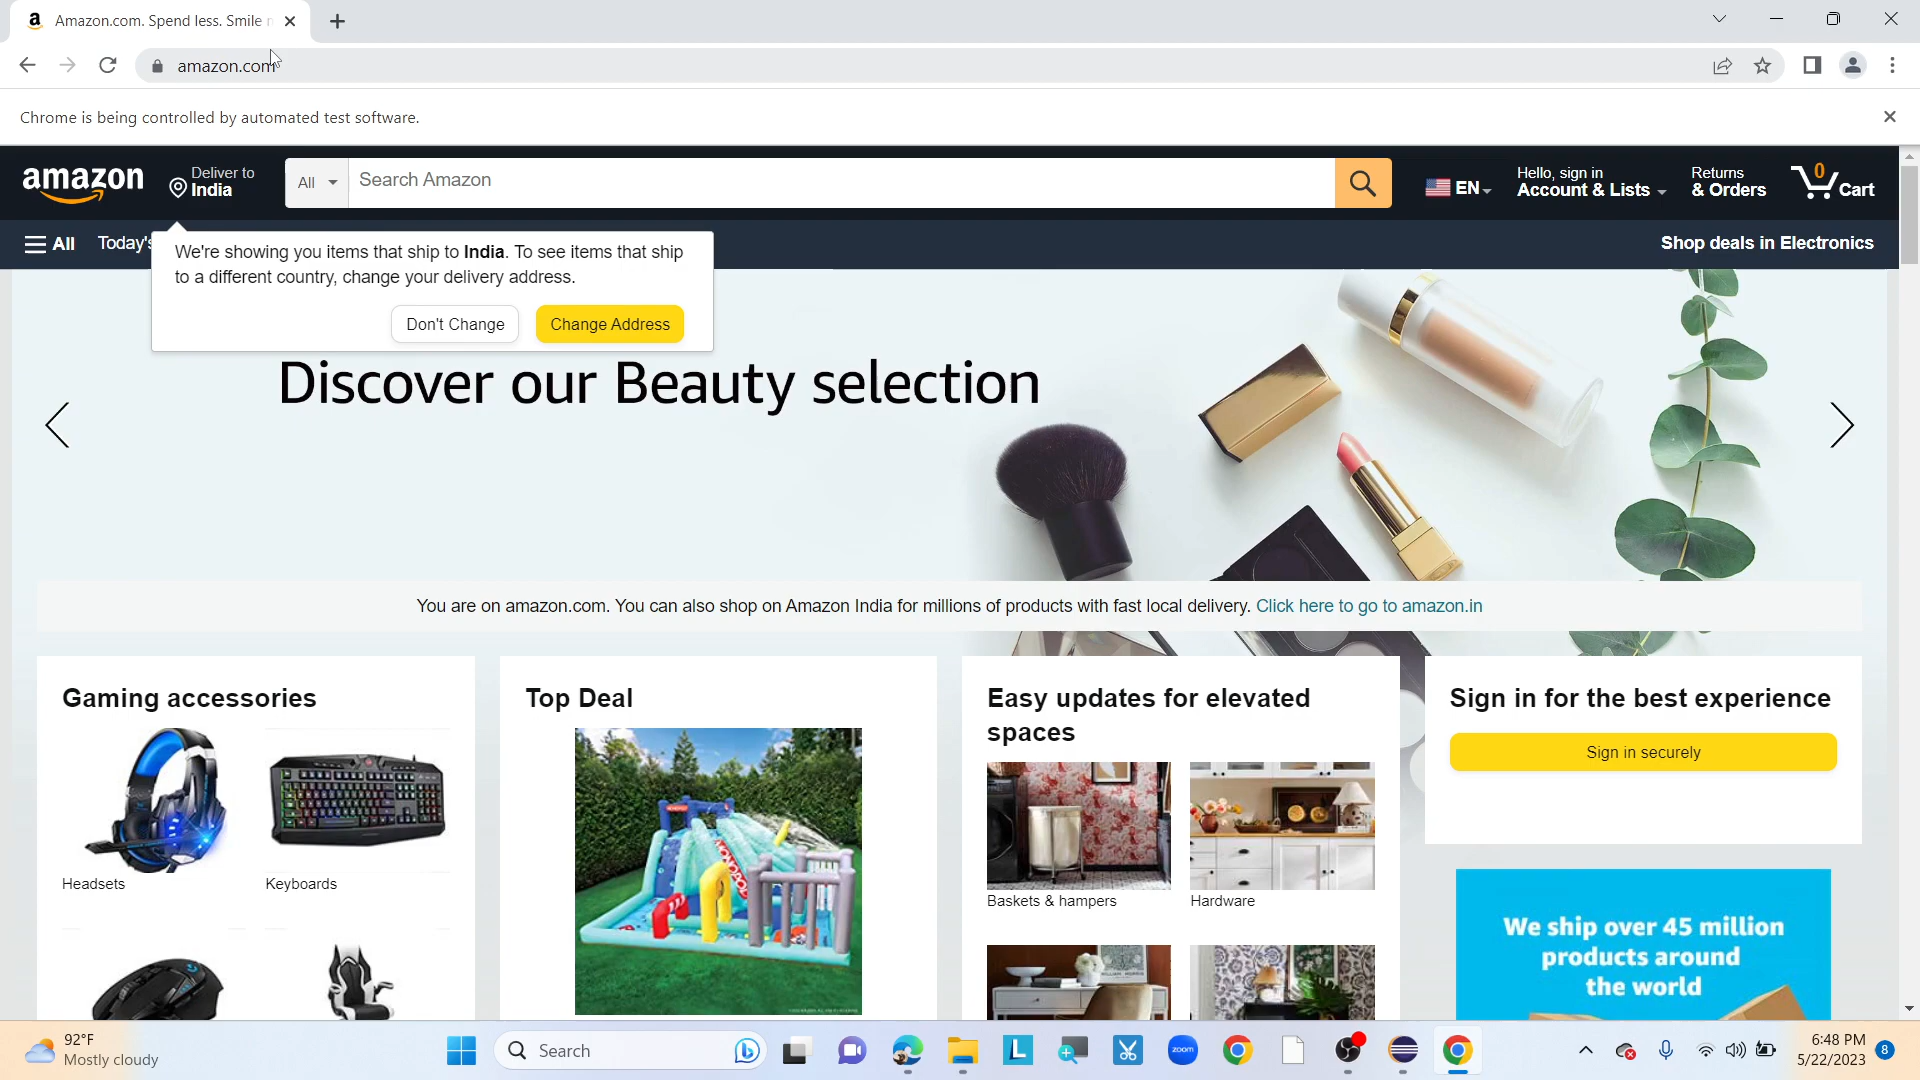 Amazon.com. Spend less. Smile
amazon.com
Chrome is being controlled by automated test software.
amazon
Deliver to
India
All
Search Amazon
EN
Hello, sign in
Account & Lists
Returns
& Orders
0
Cart
All
Today's
Shop deals in Electronics
We're showing you items that ship to India. To see items that ship
to a different country, change your delivery address.
Don't Change
Change Address
Discover our Beauty selection
You are on amazon.com. You can also shop on Amazon India for millions of products with fast local delivery. Click here to go to amazon.in
Gaming accessories
Headsets
Keyboards
Top Deal
Easy updates for elevated
spaces
Baskets & hampers
Hardware
Sign in for the best experience
Sign in securely
We ship over 45 million
products around
the world
92°F
Mostly cloudy
Search
zoom
6:48 PM
5/22/2023
8